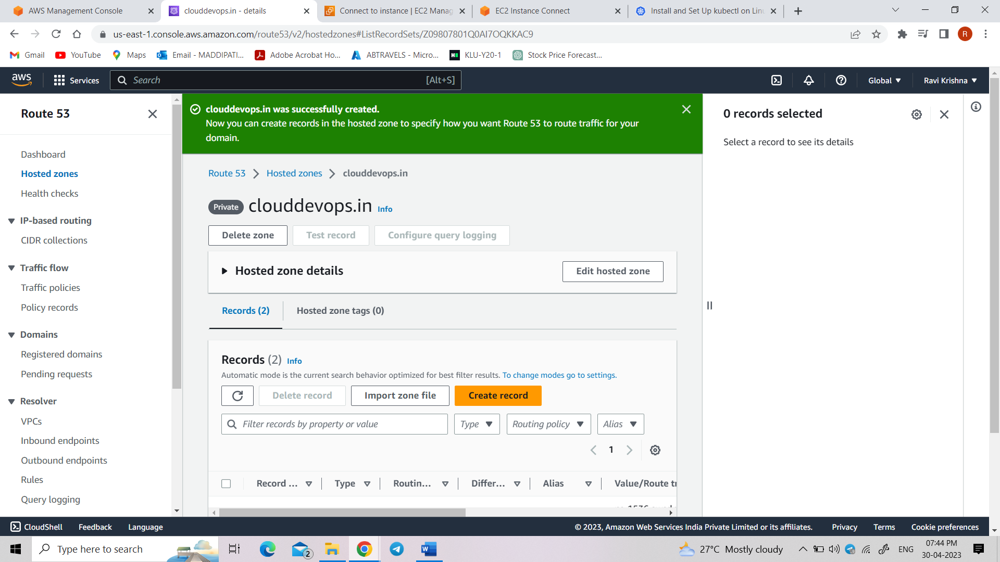 AWS Management Console
clouddevops.in - details
Connect to instance | EC2 Manag
EC2 Instance Connect
Install and Set Up kubectl on Lin
us-east-1.console.aws.amazon.com/route53/v2/hostedzones#ListRecordSets/Z09807801Q0AI7OQKKAC9
R
Gmail
YouTube
Maps
Email - MADDIPATI...
Adobe Acrobat Ho...
ABTRAVELS - Micro...
KLU-Y20-1
Stock Price Forecast...
aws
Services
Search
[Alt+S]
Global
Ravi Krishna
Route 53
Dashboard
Hosted zones
Health checks
IP-based routing
CIDR collections
Traffic flow
Traffic policies
Policy records
Domains
Registered domains
Pending requests
Resolver
VPCs
Inbound endpoints
Outbound endpoints
Rules
Query logging
clouddevops.in was successfully created.
Now you can create records in the hosted zone to specify how you want Route 53 to route traffic for your
domain.
Route 53
Hosted zones
clouddevops.in
Private
clouddevops.in
Info
Delete zone
Test record
Configure query logging
Hosted zone details
Edit hosted zone
Records (2)
Hosted zone tags (0)
Records (2) Info
Automatic mode is the current search behavior optimized for best filter results. To change modes go to settings.
Delete record
Import zone file
Create record
Filter records by property or value
Type
Routing policy
Alias
1
Record ...
Type
Routin...
Differ...
Alias
Value/Route
0 records selected
Select a record to see its details
CloudShell
Feedback
Language
© 2023, Amazon Web Services India Private Limited or its affiliates.
Privacy
Terms
Cookie preferences
Type here to search
2
27°C Mostly cloudy
ENG
07:44 PM
30-04-2023